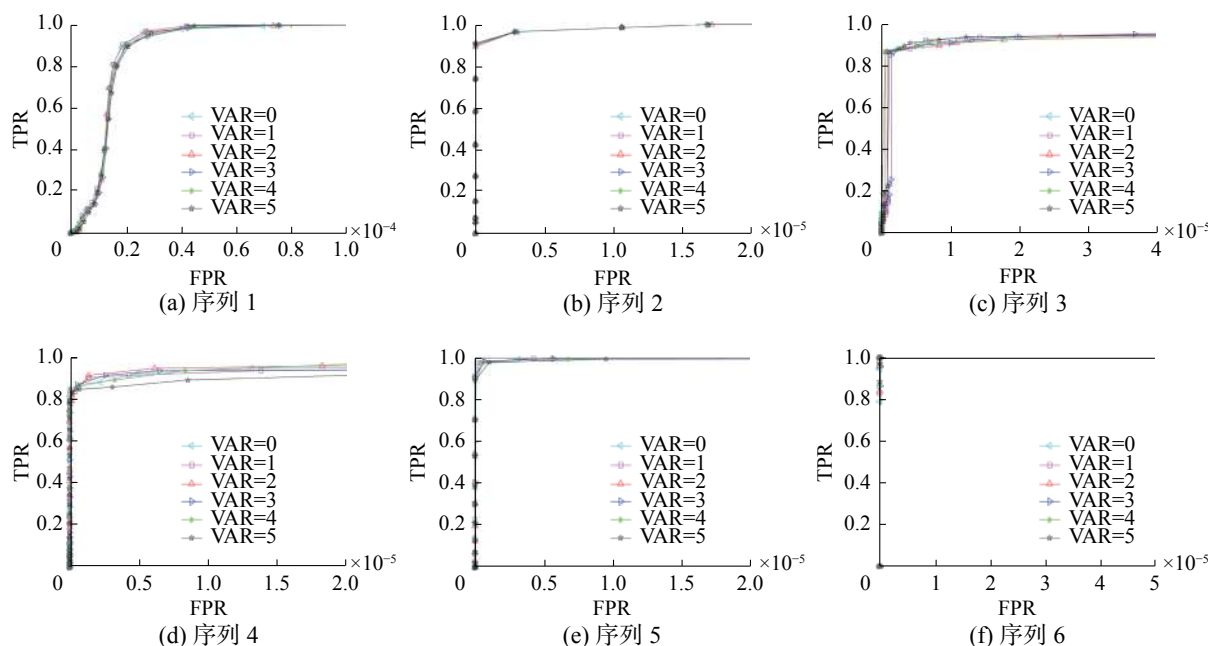 1.0
0.8
0.6
0.4
0.2
0
TPR
VAR=0
VAR=1
VAR=2
VAR=3
VAR=4
VAR=5
0.2 0.4 0.6 0.8 1.0
×10⁻⁴
FPR
(a) 序列 1
1.0
0.8
0.6
0.4
0.2
0
TPR
VAR=0
VAR=1
VAR=2
VAR=3
VAR=4
VAR=5
0.5 1.0 1.5 2.0
×10⁻⁵
FPR
(b) 序列 2
1.0
0.8
0.6
0.4
0.2
0
TPR
VAR=0
VAR=1
VAR=2
VAR=3
VAR=4
VAR=5
1 2 3 4
×10⁻⁵
FPR
(c) 序列 3
1.0
0.8
0.6
0.4
0.2
0
TPR
VAR=0
VAR=1
VAR=2
VAR=3
VAR=4
VAR=5
0.5 1.0 1.5 2.0
×10⁻⁵
FPR
(d) 序列 4
1.0
0.8
0.6
0.4
0.2
0
TPR
VAR=0
VAR=1
VAR=2
VAR=3
VAR=4
VAR=5
0.5 1.0 1.5 2.0
×10⁻⁵
FPR
(e) 序列 5
1.0
0.8
0.6
0.4
0.2
0
TPR
VAR=0
VAR=1
VAR=2
VAR=3
VAR=4
VAR=5
1 2 3 4 5
×10⁻⁵
FPR
(f) 序列 6